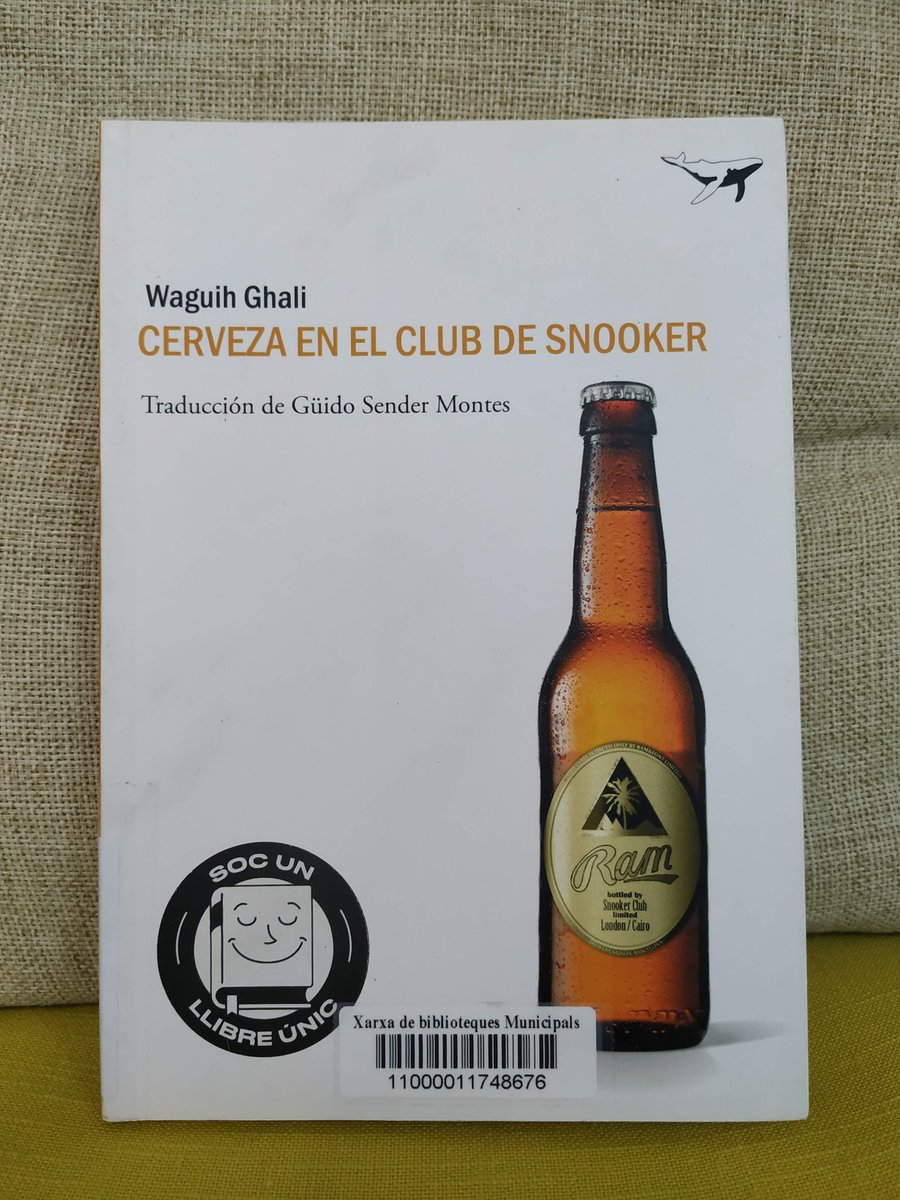 Waguih Ghali
CERVEZA EN EL CLUB DE SNOOKER
Traducción de Güido Sender Montes
Ram
bottled by
Snooker Club
limited
London / Cairo
SOC UN
LLIBRE ÚNIC
Xarxa de biblioteques Municipals
11000011748676